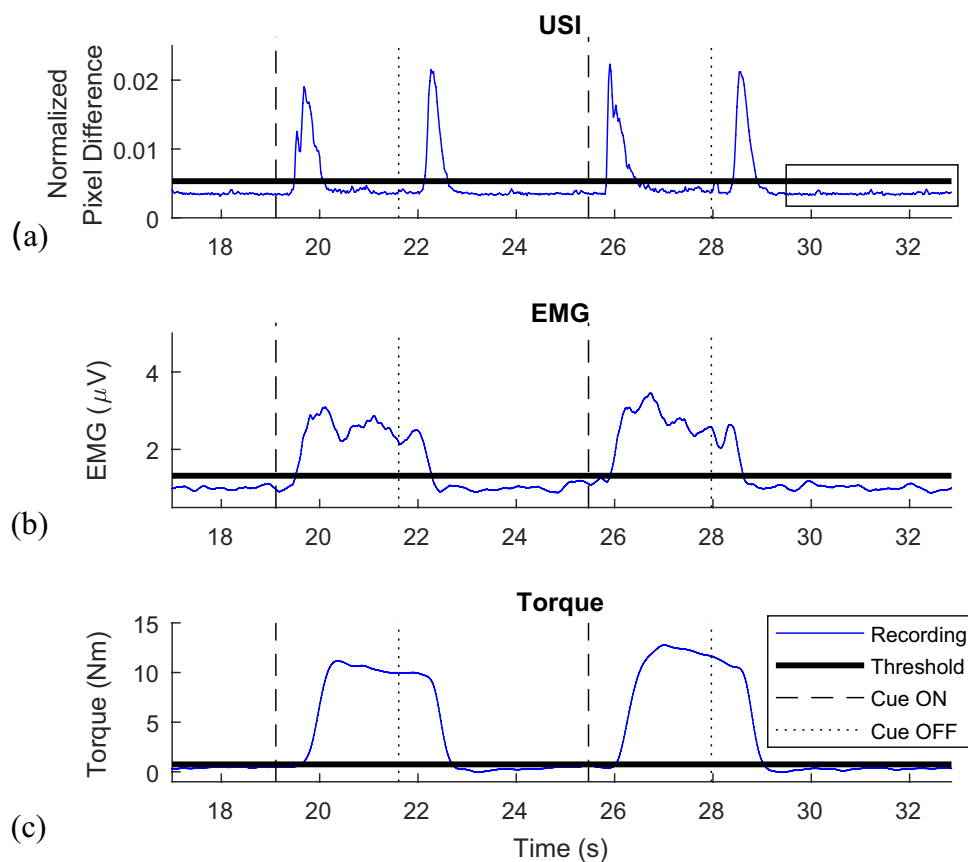 USI
Normalized
Pixel Difference
0.02
0.01
0
18 20 22 24 26 28 30 32
(a)
EMG
EMG (μV)
4
2
18 20 22 24 26 28 30 32
(b)
Torque
Torque (Nm)
15
10
5
0
Recording
Threshold
Cue ON
Cue OFF
18 20 22 24 26 28 30 32
Time (s)
(c)